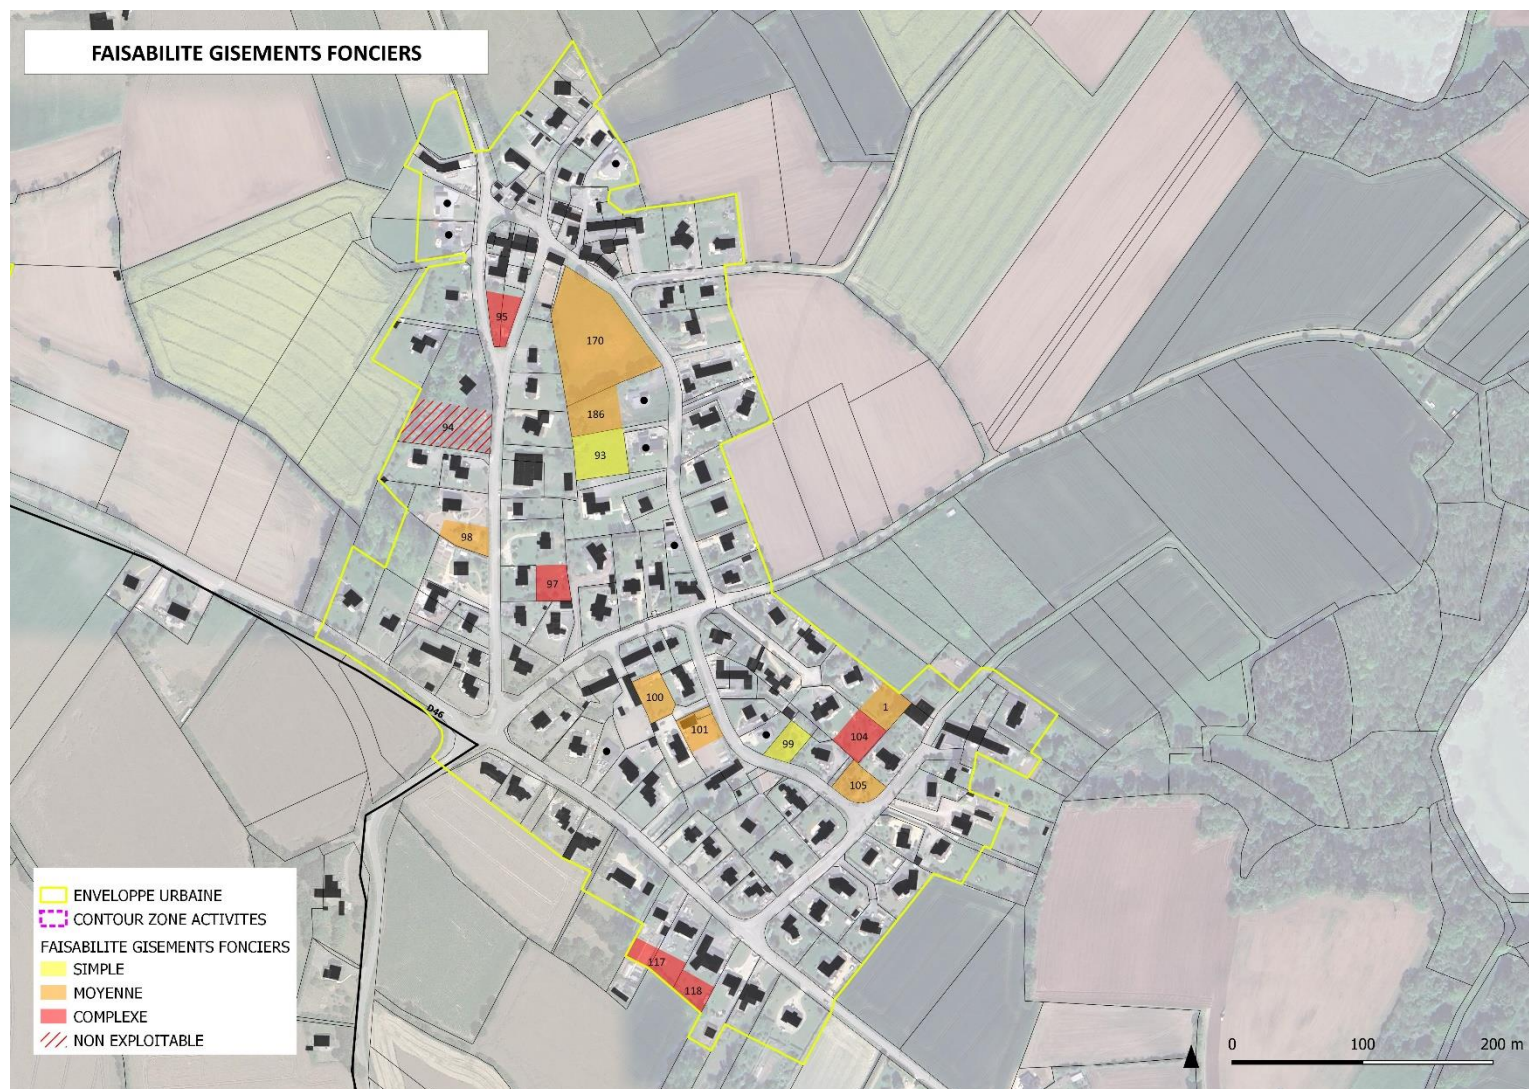 FAISABILITE GISEMENTS FONCIERS
95
170
186
94
93
98
97
100
1
101
104
99
105
D46
117
118
ENVELOPPE URBAINE
CONTOUR ZONE ACTIVITES
FAISABILITE GISEMENTS FONCIERS
SIMPLE
MOYENNE
COMPLEXE
NON EXPLOITABLE
0 100 200 m